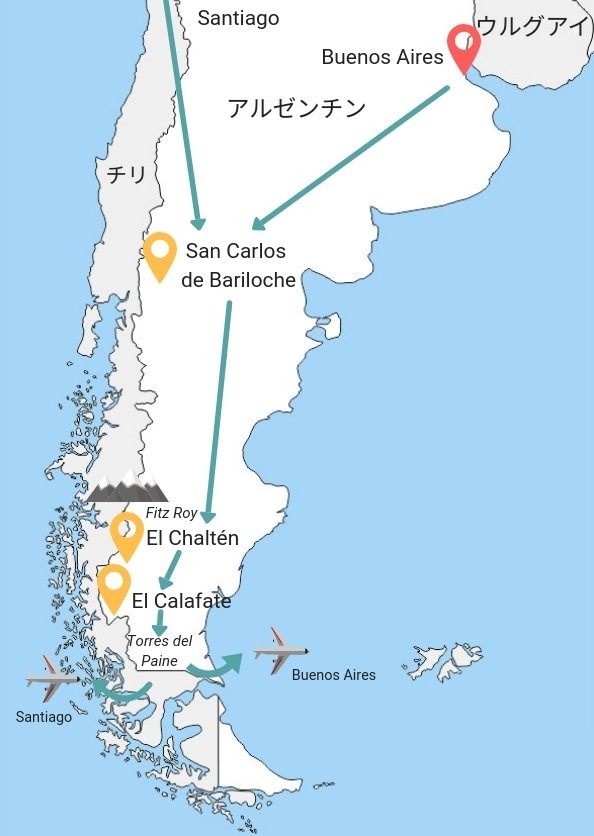 Santiago
ウルグアイ
Buenos Aires
アルゼンチン
チリ
San Carlos
de Bariloche
Fitz Roy
El Chaltén
El Calafate
Torres del
Paine
Buenos Aires
Santiago